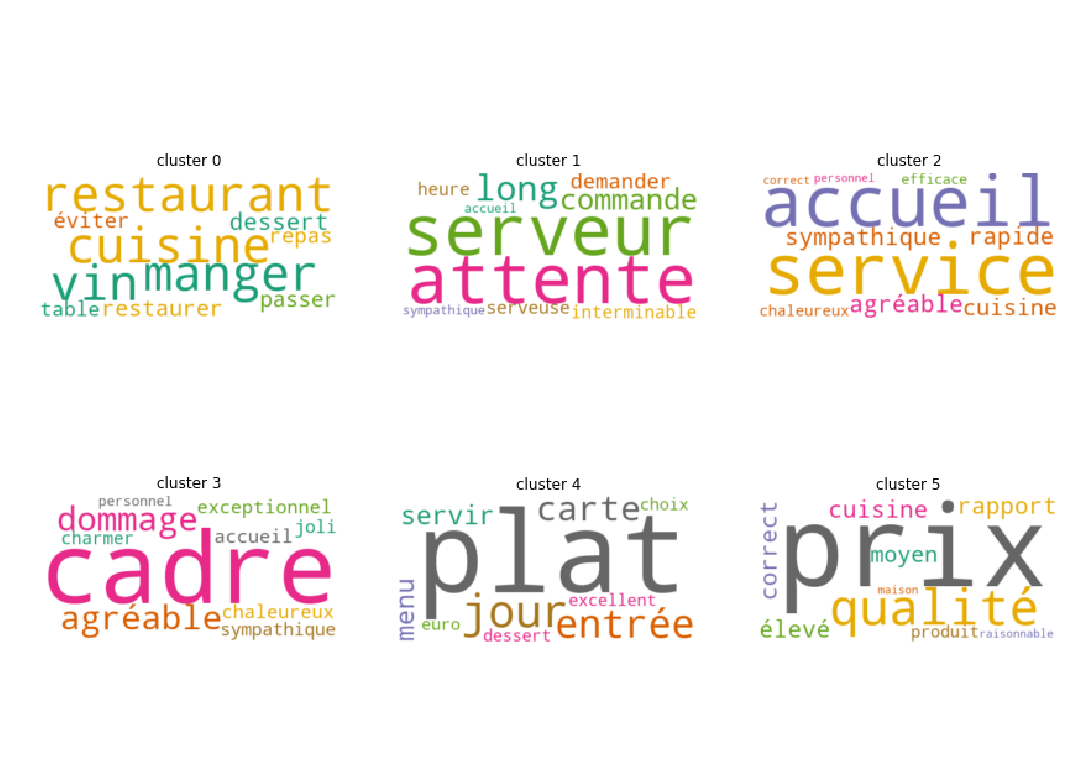 cluster 0
restaurant
éviter dessert
cuisine repas
vin manger
table restaurer passer
cluster 1
heure long demander
accueil commande
serveur
attente
sympathique serveuse interminable
cluster 2
correct personnel efficace
accueil
sympathique rapide
service
chaleureux agréable cuisine
cluster 3
personnel exceptionnel
dommage joli
charmer accueil
cadre
agréable chaleureux
sympathique
cluster 4
servir carte choix
plat
menu jour excellent
euro dessert entrée
cluster 5
correct cuisine rapport
prix
moyen
maison
qualité
élevé produit raisonnable